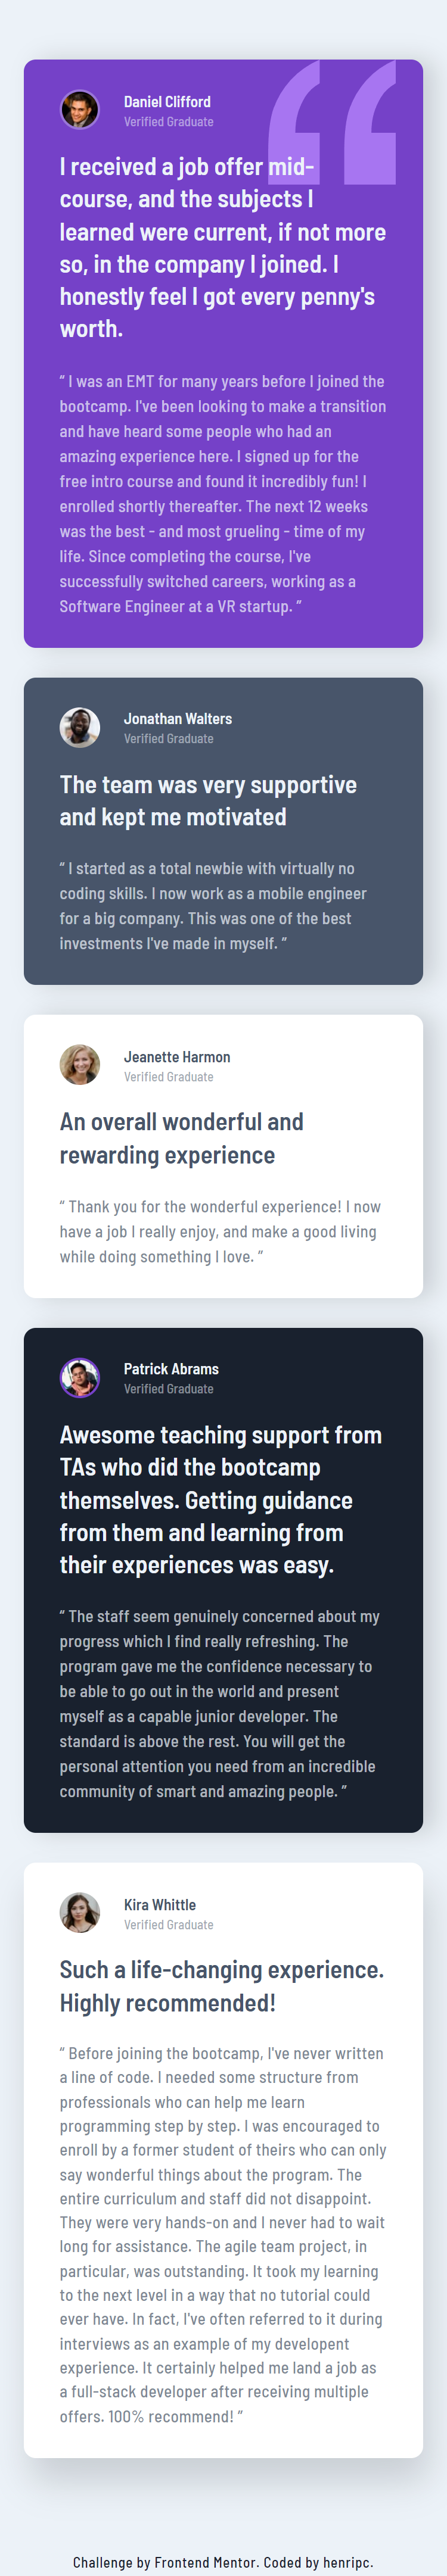 Daniel Clifford
Verified Graduate
I received a job offer mid-
course, and the subjects I
learned were current, if not more
so, in the company I joined. I
honestly feel I got every penny's
worth.
“ I was an EMT for many years before I joined the
bootcamp. I've been looking to make a transition
and have heard some people who had an
amazing experience here. I signed up for the
free intro course and found it incredibly fun! I
enrolled shortly thereafter. The next 12 weeks
was the best - and most grueling - time of my
life. Since completing the course, I've
successfully switched careers, working as a
Software Engineer at a VR startup. ”
Jonathan Walters
Verified Graduate
The team was very supportive
and kept me motivated
“ I started as a total newbie with virtually no
coding skills. I now work as a mobile engineer
for a big company. This was one of the best
investments I've made in myself. ”
Jeanette Harmon
Verified Graduate
An overall wonderful and
rewarding experience
“ Thank you for the wonderful experience! I now
have a job I really enjoy, and make a good living
while doing something I love. ”
Patrick Abrams
Verified Graduate
Awesome teaching support from
TAs who did the bootcamp
themselves. Getting guidance
from them and learning from
their experiences was easy.
“ The staff seem genuinely concerned about my
progress which I find really refreshing. The
program gave me the confidence necessary to
be able to go out in the world and present
myself as a capable junior developer. The
standard is above the rest. You will get the
personal attention you need from an incredible
community of smart and amazing people. ”
Kira Whittle
Verified Graduate
Such a life-changing experience.
Highly recommended!
“ Before joining the bootcamp, I've never written
a line of code. I needed some structure from
professionals who can help me learn
programming step by step. I was encouraged to
enroll by a former student of theirs who can only
say wonderful things about the program. The
entire curriculum and staff did not disappoint.
They were very hands-on and I never had to wait
long for assistance. The agile team project, in
particular, was outstanding. It took my learning
to the next level in a way that no tutorial could
ever have. In fact, I've often referred to it during
interviews as an example of my developent
experience. It certainly helped me land a job as
a full-stack developer after receiving multiple
offers. 100% recommend! ”
Challenge by Frontend Mentor. Coded by henripc.